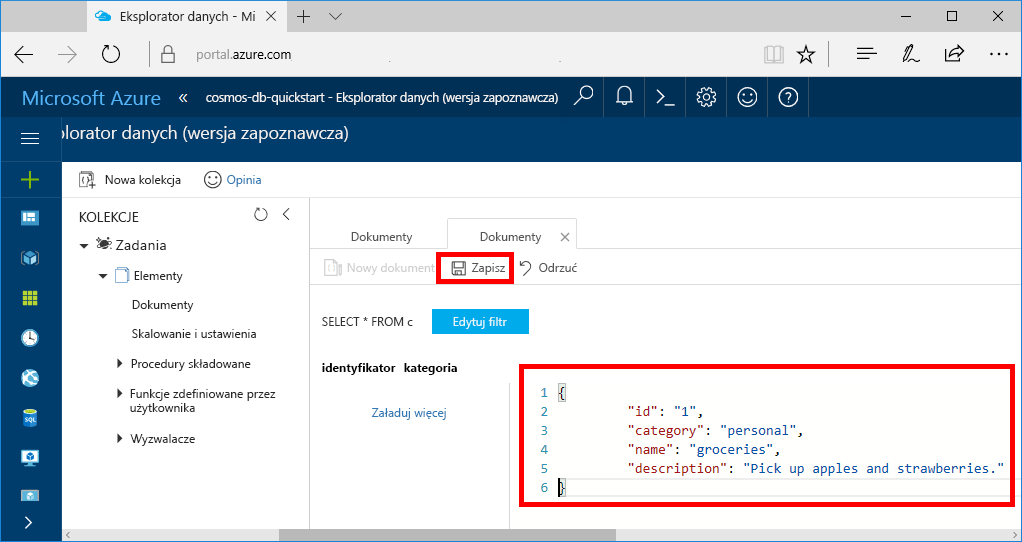 Eksplorator danych - Mi
portal.azure.com
Microsoft Azure « cosmos-db-quickstart - Eksplorator danych (wersja zapoznawcza)
plorator danych (wersja zapoznawcza)
Nowa kolekcja
Opinia
KOLEKCJE
Zadania
Elementy
Dokumenty
Skalowanie i ustawienia
Procedury składowane
Funkcje zdefiniowane przez
użytkownika
Wyzwalacze
SQL
Dokumenty
Dokumenty
Nowy dokument
Zapisz
Odrzuć
SELECT * FROM c
Edytuj filtr
identyfikator kategoria
Załaduj więcej
1 {
2 "id": "1",
3 "category": "personal",
4 "name": "groceries",
5 "description": "Pick up apples and strawberries."
6 }